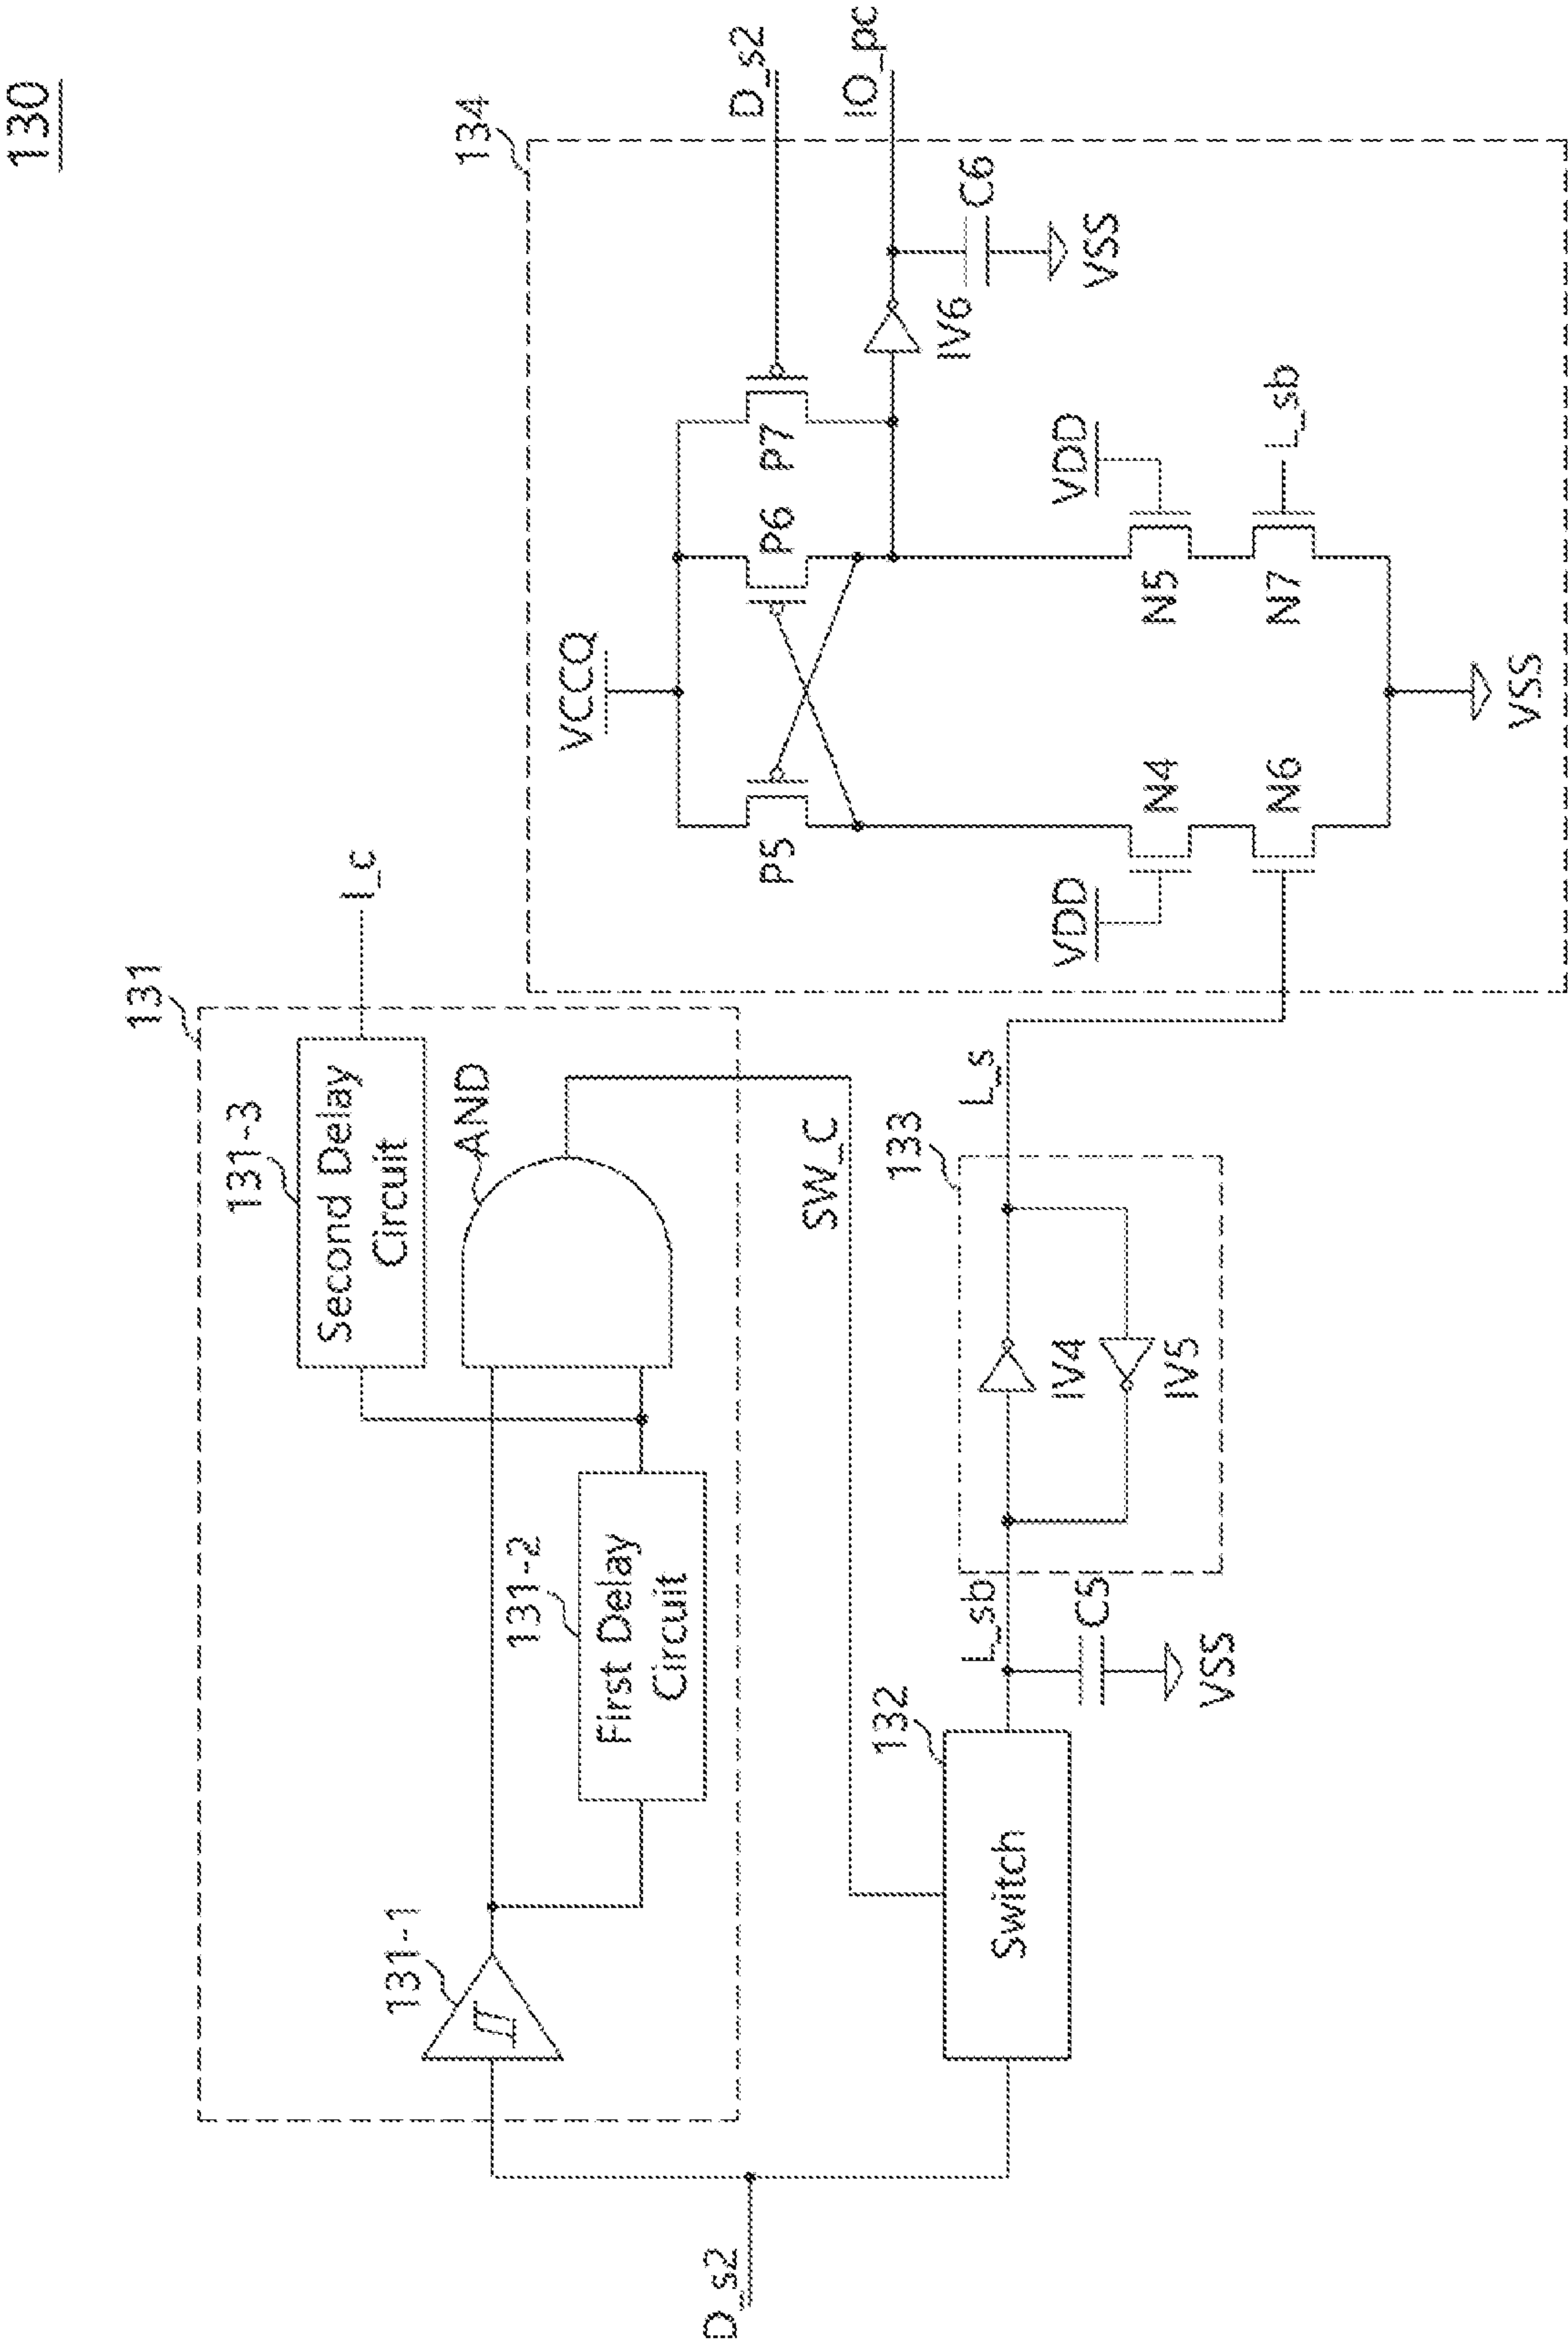 130
131
I_c
131-3
Second Delay
Circuit
AND
131-1
131-2
First Delay
Circuit
D_s2
SW_C
132
Switch
L_sb
C5
VSS
133
IV4
IV5
L_s
134
VCCQ
P5
P6
P7
D_s2
IO_pc
IV6
C6
VSS
VDD
N4
N6
VDD
N5
N7
L_sb
VSS